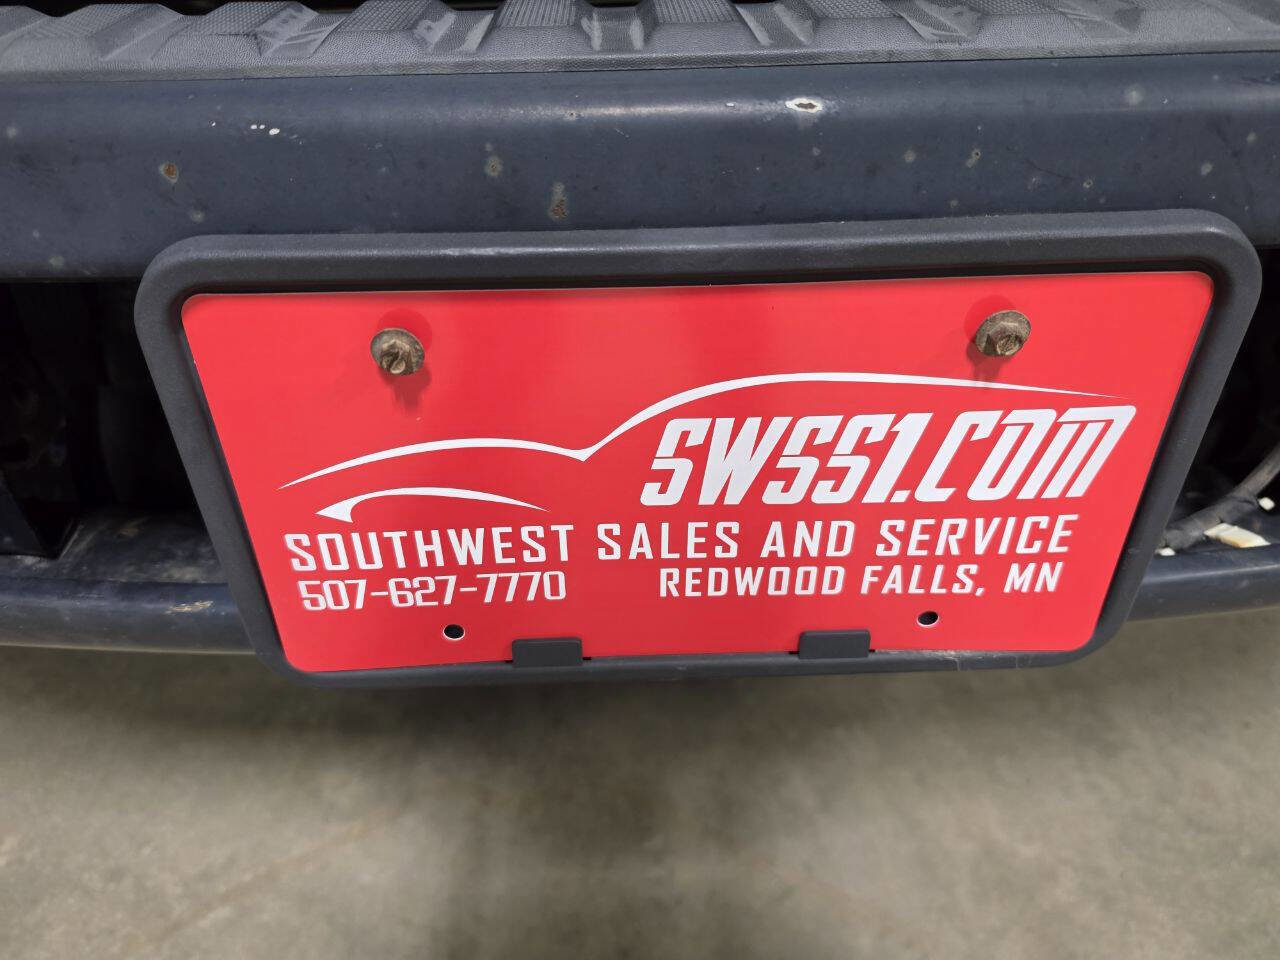 SWSS1.COM
SOUTHWEST SALES AND SERVICE
507-627-7770 REDWOOD FALLS, MN